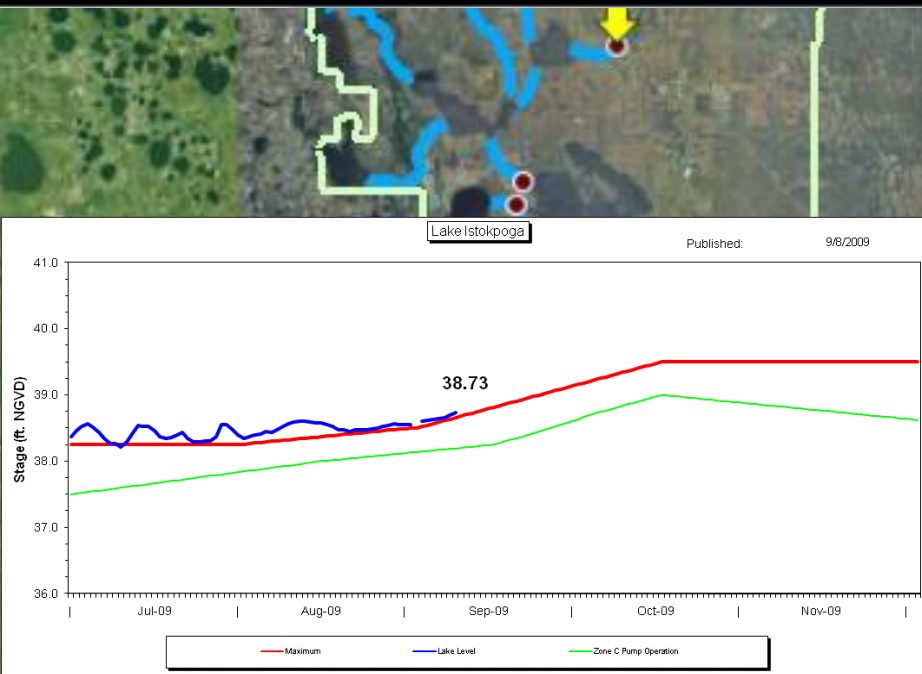 Lake Istokpoga
Published: 9/8/2009
41.0
40.0
39.0
38.0
37.0
36.0
Stage (ft. NGVD)
38.73
| Jul-09 | Aug-09 | Sep-09 | Oct-09 | Nov-09 |
Maximum Lake Level Zone C Pump Operation